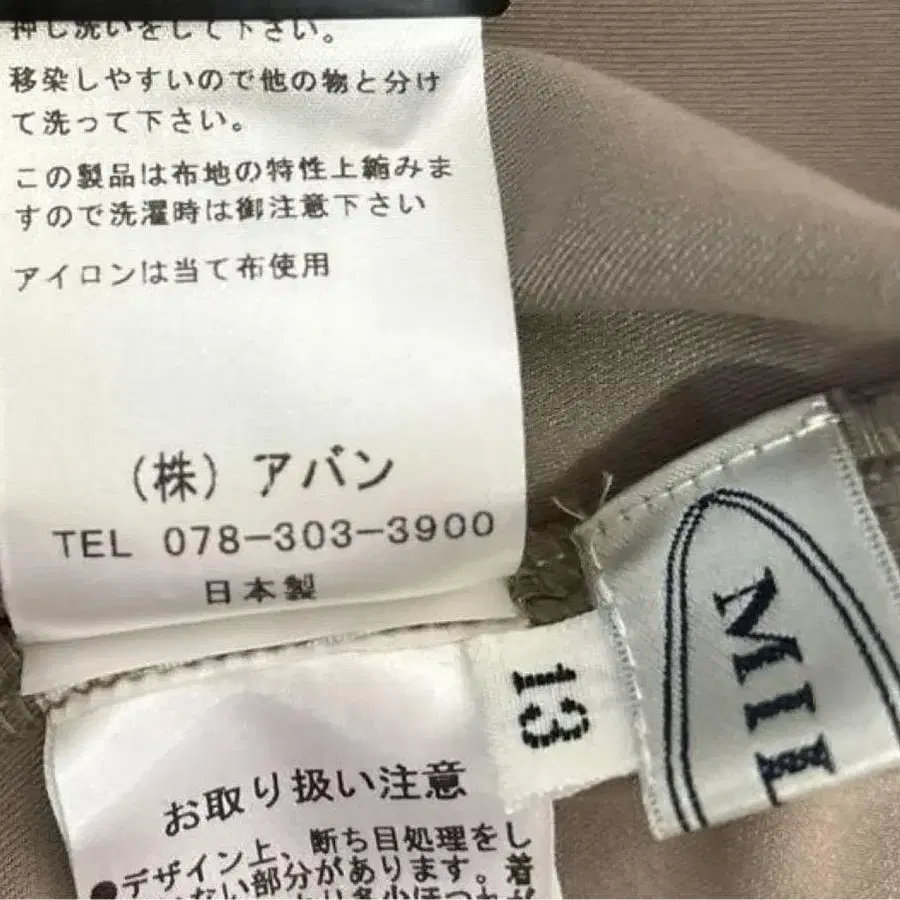 押し洗いをして下さい。
移染しやすいので他の物と分け
て洗って下さい。
この製品は布地の特性上縮みま
すので洗濯時は御注意下さい
アイロンは当て布使用
(株) アバン
TEL 078-303-3900
日本製
13
MIL
お取り扱い注意
●デザイン上、断ち目処理をし
ない部分があります。着